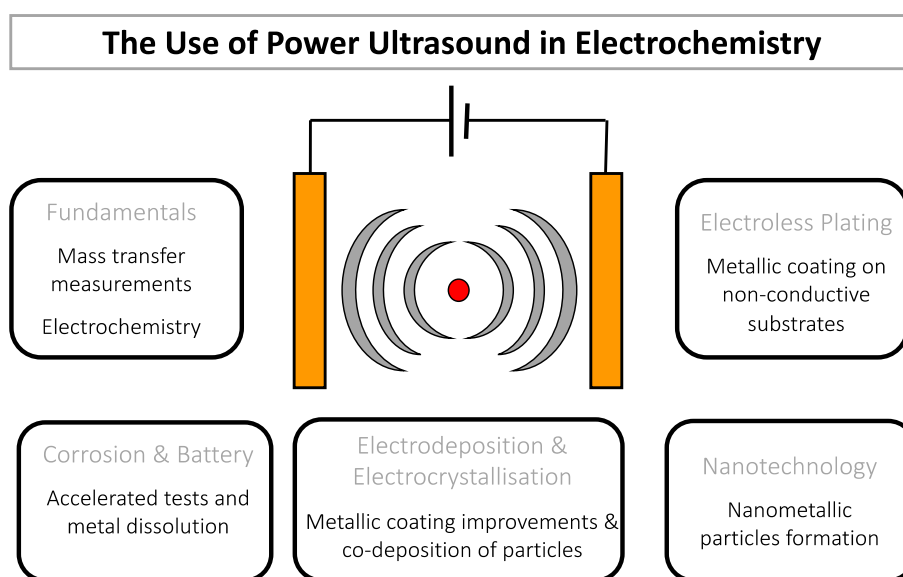 The Use of Power Ultrasound in Electrochemistry
Fundamentals
Mass transfer
measurements
Electrochemistry
Electroless Plating
Metallic coating on
non-conductive
substrates
Corrosion & Battery
Accelerated tests and
metal dissolution
Electrodeposition &
Electrocrystallisation
Metallic coating improvements &
co-deposition of particles
Nanotechnology
Nanometallic
particles formation